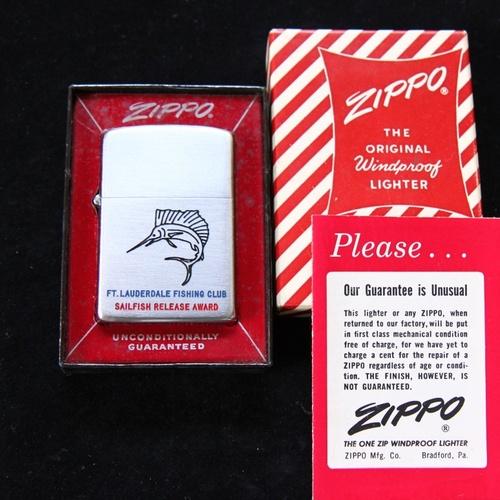 ZIPPO
FT. LAUDERDALE FISHING CLUB
SAILFISH RELEASE AWARD
UNCONDITIONALLY
GUARANTEED
ZIPPO®
THE
ORIGINAL
Windproof
LIGHTER
Please...
Our Guarantee is Unusual
This lighter or any ZIPPO, when
returned to our factory, will be put
in first class mechanical condition
free of charge, for we have yet to
charge a cent for the repair of a
ZIPPO regardless of age or condi-
tion. THE FINISH, HOWEVER, IS
NOT GUARANTEED.
ZIPPO
®
THE ONE ZIP WINDPROOF LIGHTER
ZIPPO Mfg. Co. Bradford, Pa.